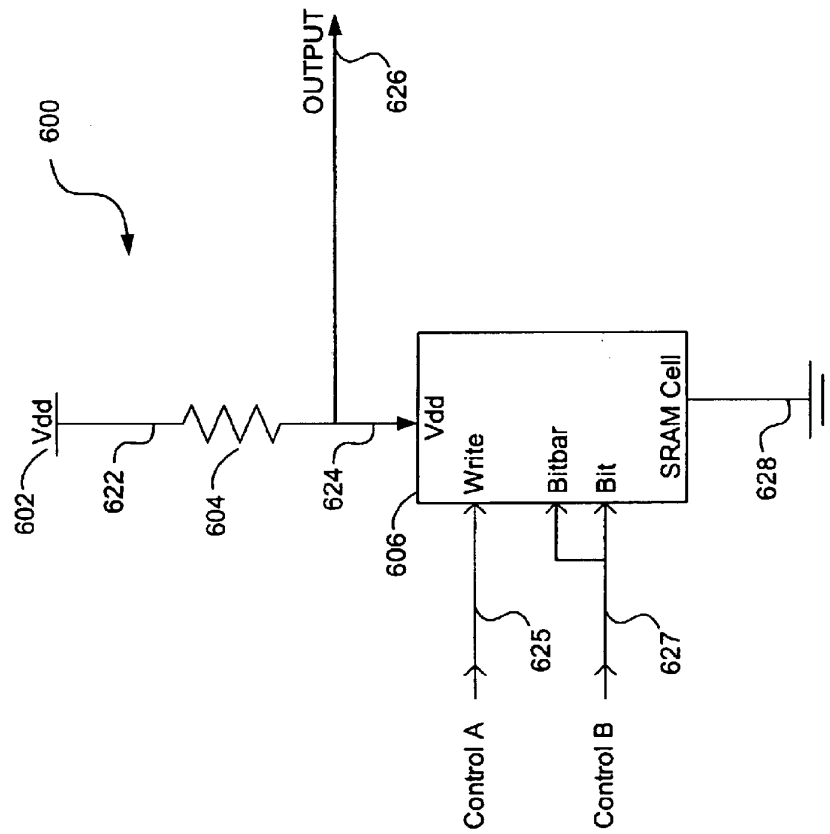 600
602
Vdd
622
604
OUTPUT
626
624
606
Vdd
Write
Bitbar
Bit
SRAM Cell
Control A
625
Control B
627
628